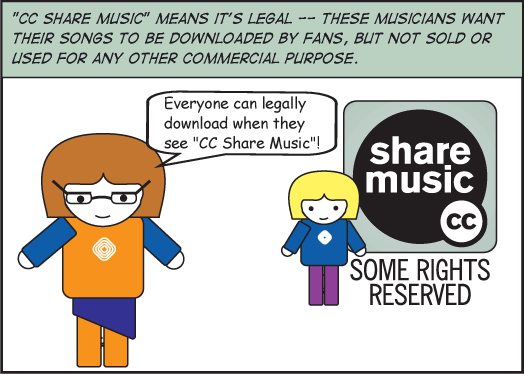 "CC SHARE MUSIC" MEANS IT'S LEGAL -- THESE MUSICIANS WANT
THEIR SONGS TO BE DOWNLOADED BY FANS, BUT NOT SOLD OR
USED FOR ANY OTHER COMMERCIAL PURPOSE.
Everyone can legally
download when they
see "CC Share Music"!
share
music
cc
SOME RIGHTS
RESERVED